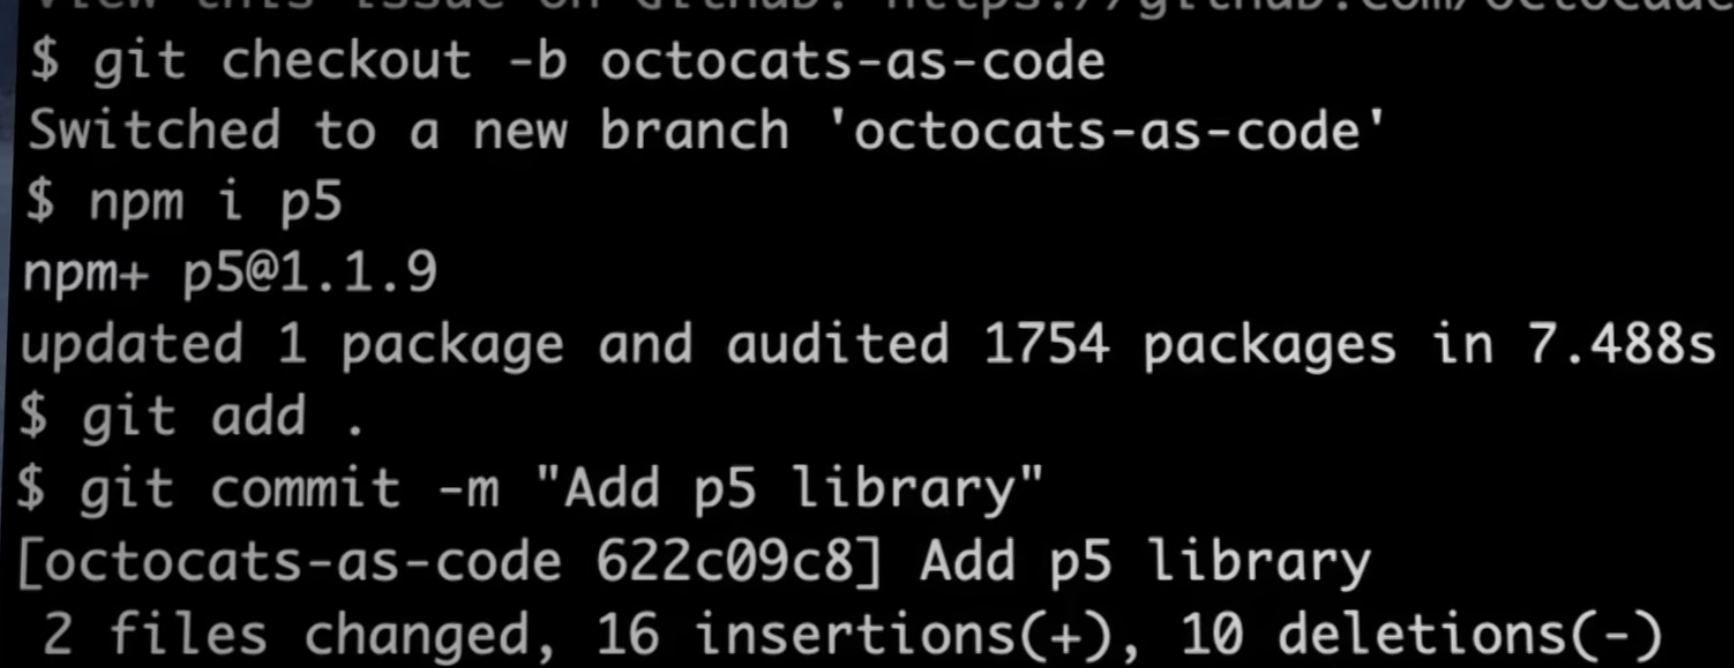 View this issue on GitHub: https://github.com/octocade
$ git checkout -b octocats-as-code
Switched to a new branch 'octocats-as-code'
$ npm i p5
npm+ p5@1.1.9
updated 1 package and audited 1754 packages in 7.488s
$ git add .
$ git commit -m "Add p5 library"
[octocats-as-code 622c09c8] Add p5 library
2 files changed, 16 insertions(+), 10 deletions(-)